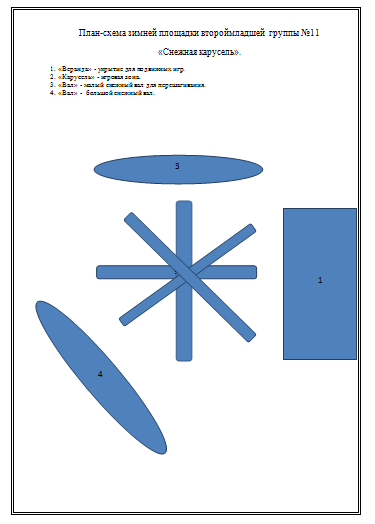 План-схема зимней площадки второймладшей группы №11
«Снежная карусель».
1. «Веранда» - укрытие для подвижных игр.
2. «Карусель» - игровая зона.
3. «Вал» - малый снежный вал для перешагивания.
4. «Вал» - большой снежный вал.
3
1
4